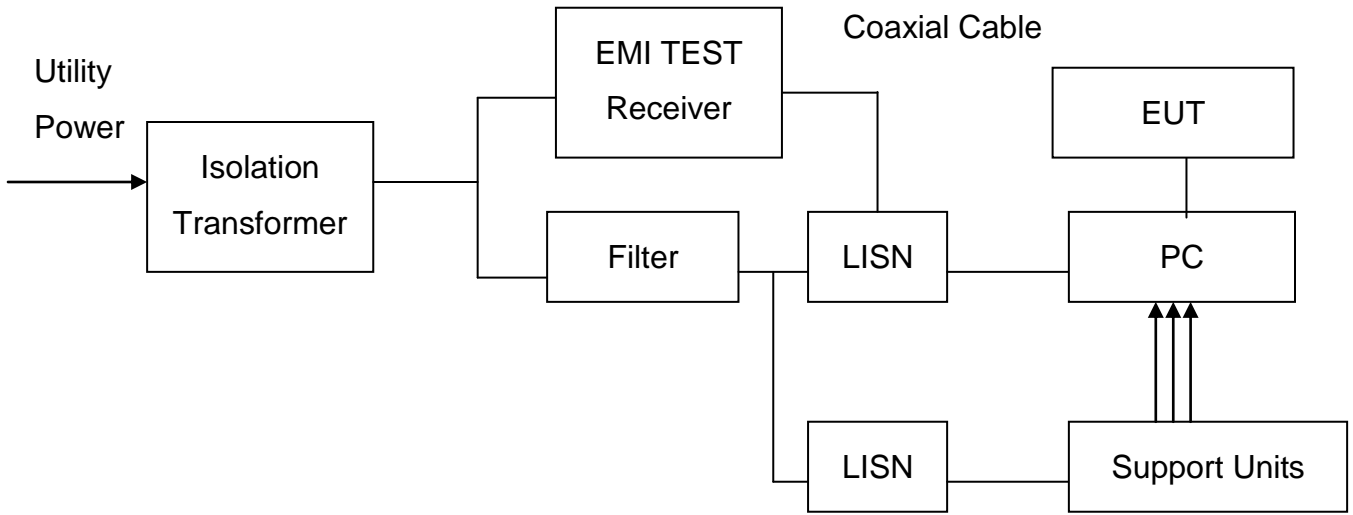 Utility
Power
Isolation
Transformer
EMI TEST
Receiver
Coaxial Cable
EUT
Filter
LISN
PC
LISN
Support Units